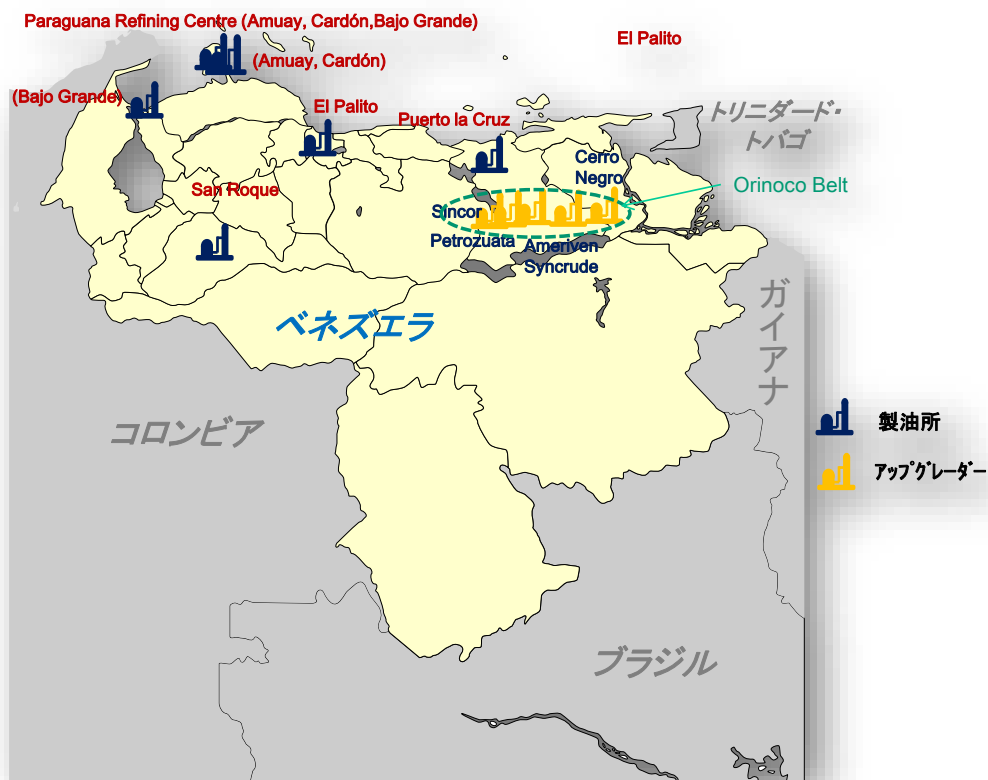 Paraguana Refining Centre (Amuay, Cardón,Bajo Grande)
El Palito
(Amuay, Cardón)
(Bajo Grande)
El Palito
Puerto la Cruz
トリニダード・
トバゴ
Cerro
Negro
San Roque
Orinoco Belt
Sincor
Petrozuata
Ameriven
Syncrude
ベネズエラ
ガイアナ
コロンビア
製油所
アップグレーダー
ブラジル